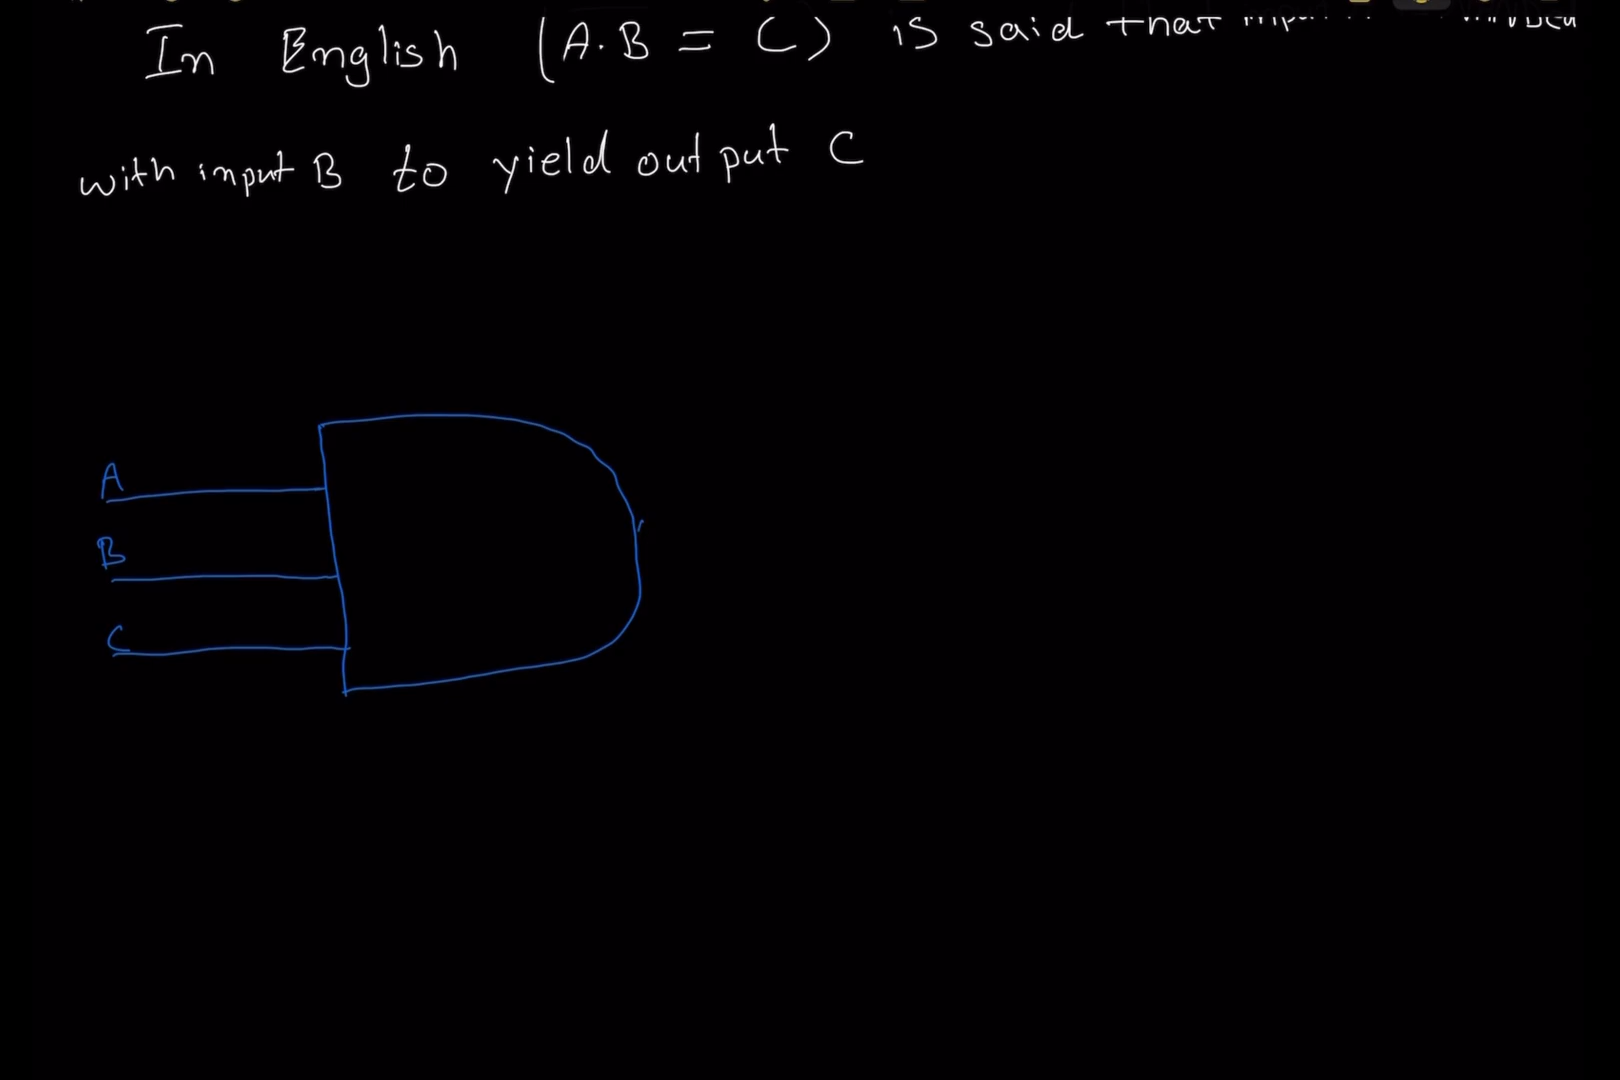 In English (A.B = C) is said that
with input B to yield output C
A
B
C